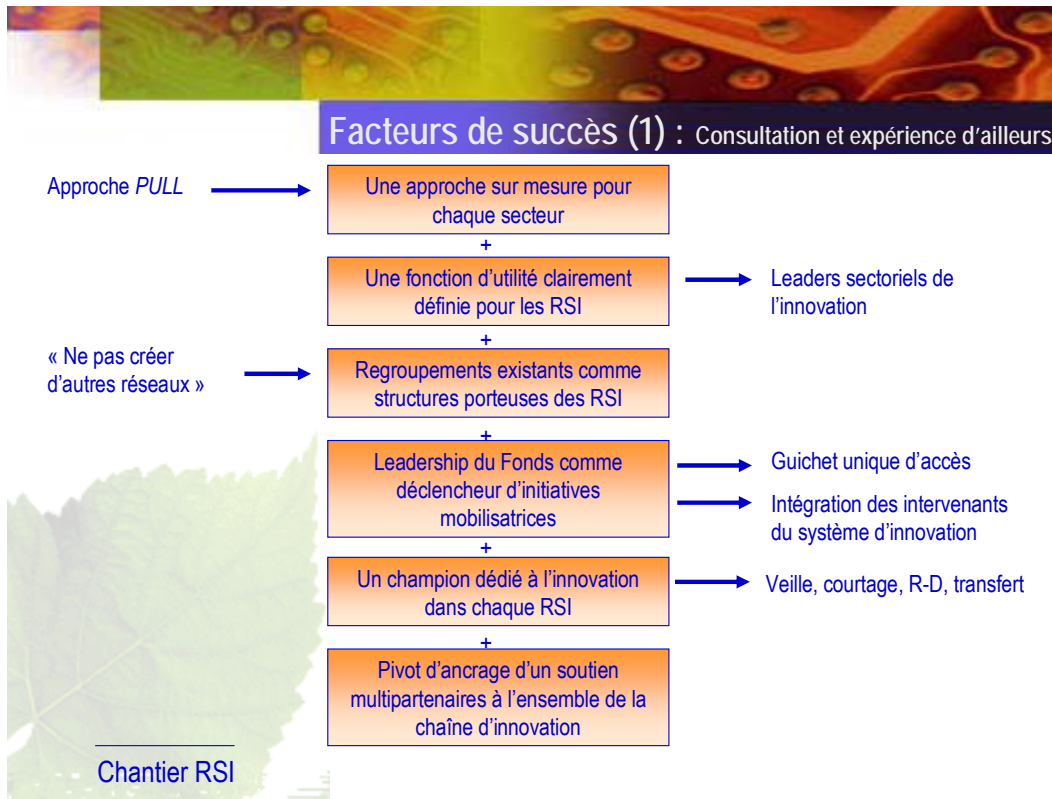 Facteurs de succès (1) : Consultation et expérience d'ailleurs
Approche PULL
Une approche sur mesure pour
chaque secteur
+
Une fonction d'utilité clairement
définie pour les RSI
Leaders sectoriels de
l'innovation
+
« Ne pas créer
d'autres réseaux »
Regroupements existants comme
structures porteuses des RSI
+
Leadership du Fonds comme
déclencheur d'initiatives
mobilisatrices
Guichet unique d'accès
Intégration des intervenants
du système d'innovation
+
Un champion dédié à l'innovation
dans chaque RSI
Veille, courtage, R-D, transfert
+
Pivot d'ancrage d'un soutien
multipartenaires à l'ensemble de la
chaîne d'innovation
Chantier RSI